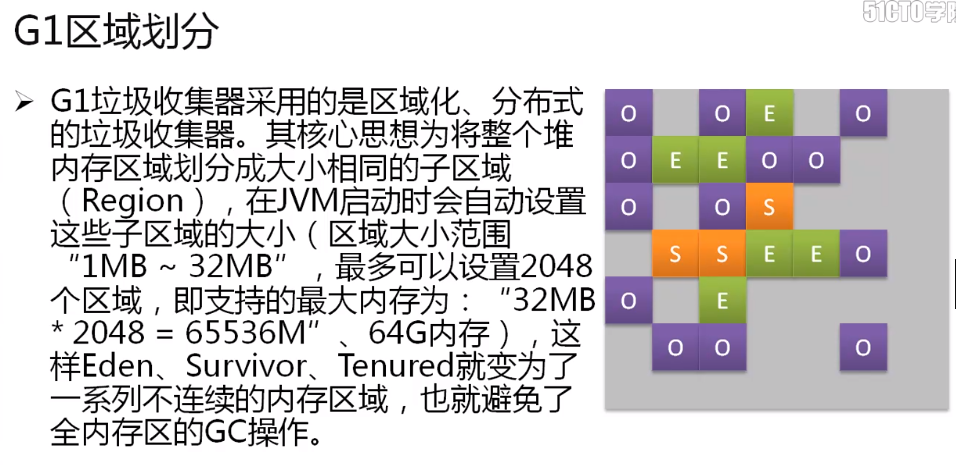 51CTO学院
G1区域划分
➢ G1垃圾收集器采用的是区域化、分布式
的垃圾收集器。其核心思想为将整个堆
内存区域划分成大小相同的子区域
（Region），在JVM启动时会自动设置
这些子区域的大小（区域大小范围
“1MB ~ 32MB”，最多可以设置2048
个区域，即支持的最大内存为：“32MB
* 2048 = 65536M”、64G内存），这
样Eden、Survivor、Tenured就变为了
一系列不连续的内存区域，也就避免了
全内存区的GC操作。
O O E O
O E E O O
O O S
S S E E O
O E
O O O